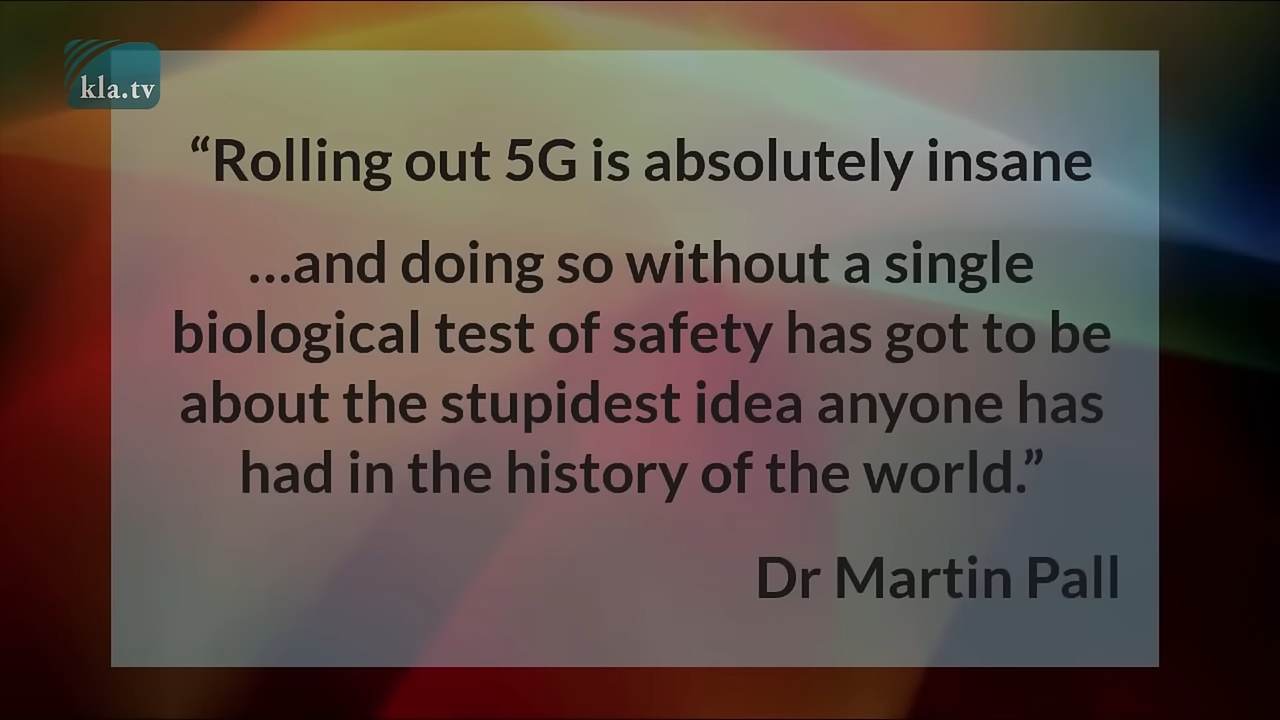 kla.tv
“Rolling out 5G is absolutely insane
...and doing so without a single
biological test of safety has got to be
about the stupidest idea anyone has
had in the history of the world.”
Dr Martin Pall